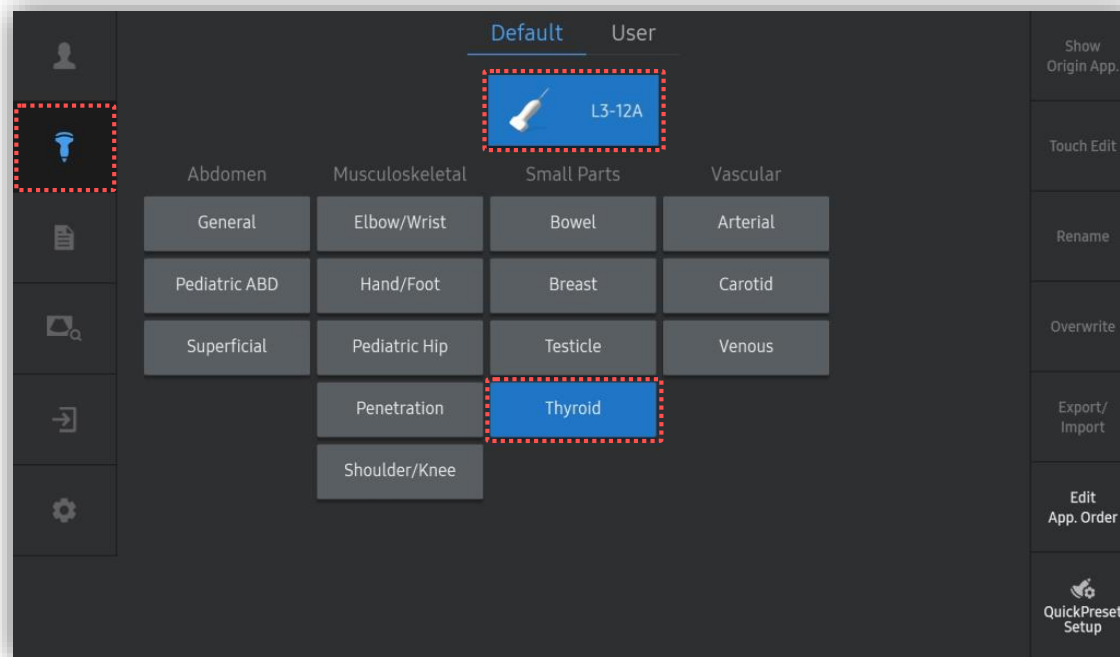 Default User
L3-12A
Abdomen Musculoskeletal Small Parts Vascular
General Elbow/Wrist Bowel Arterial
Pediatric ABD Hand/Foot Breast Carotid
Superficial Pediatric Hip Testicle Venous
Penetration Thyroid
Shoulder/Knee
Show
Origin App.
Touch Edit
Rename
Overwrite
Export/
Import
Edit
App. Order
QuickPreset
Setup